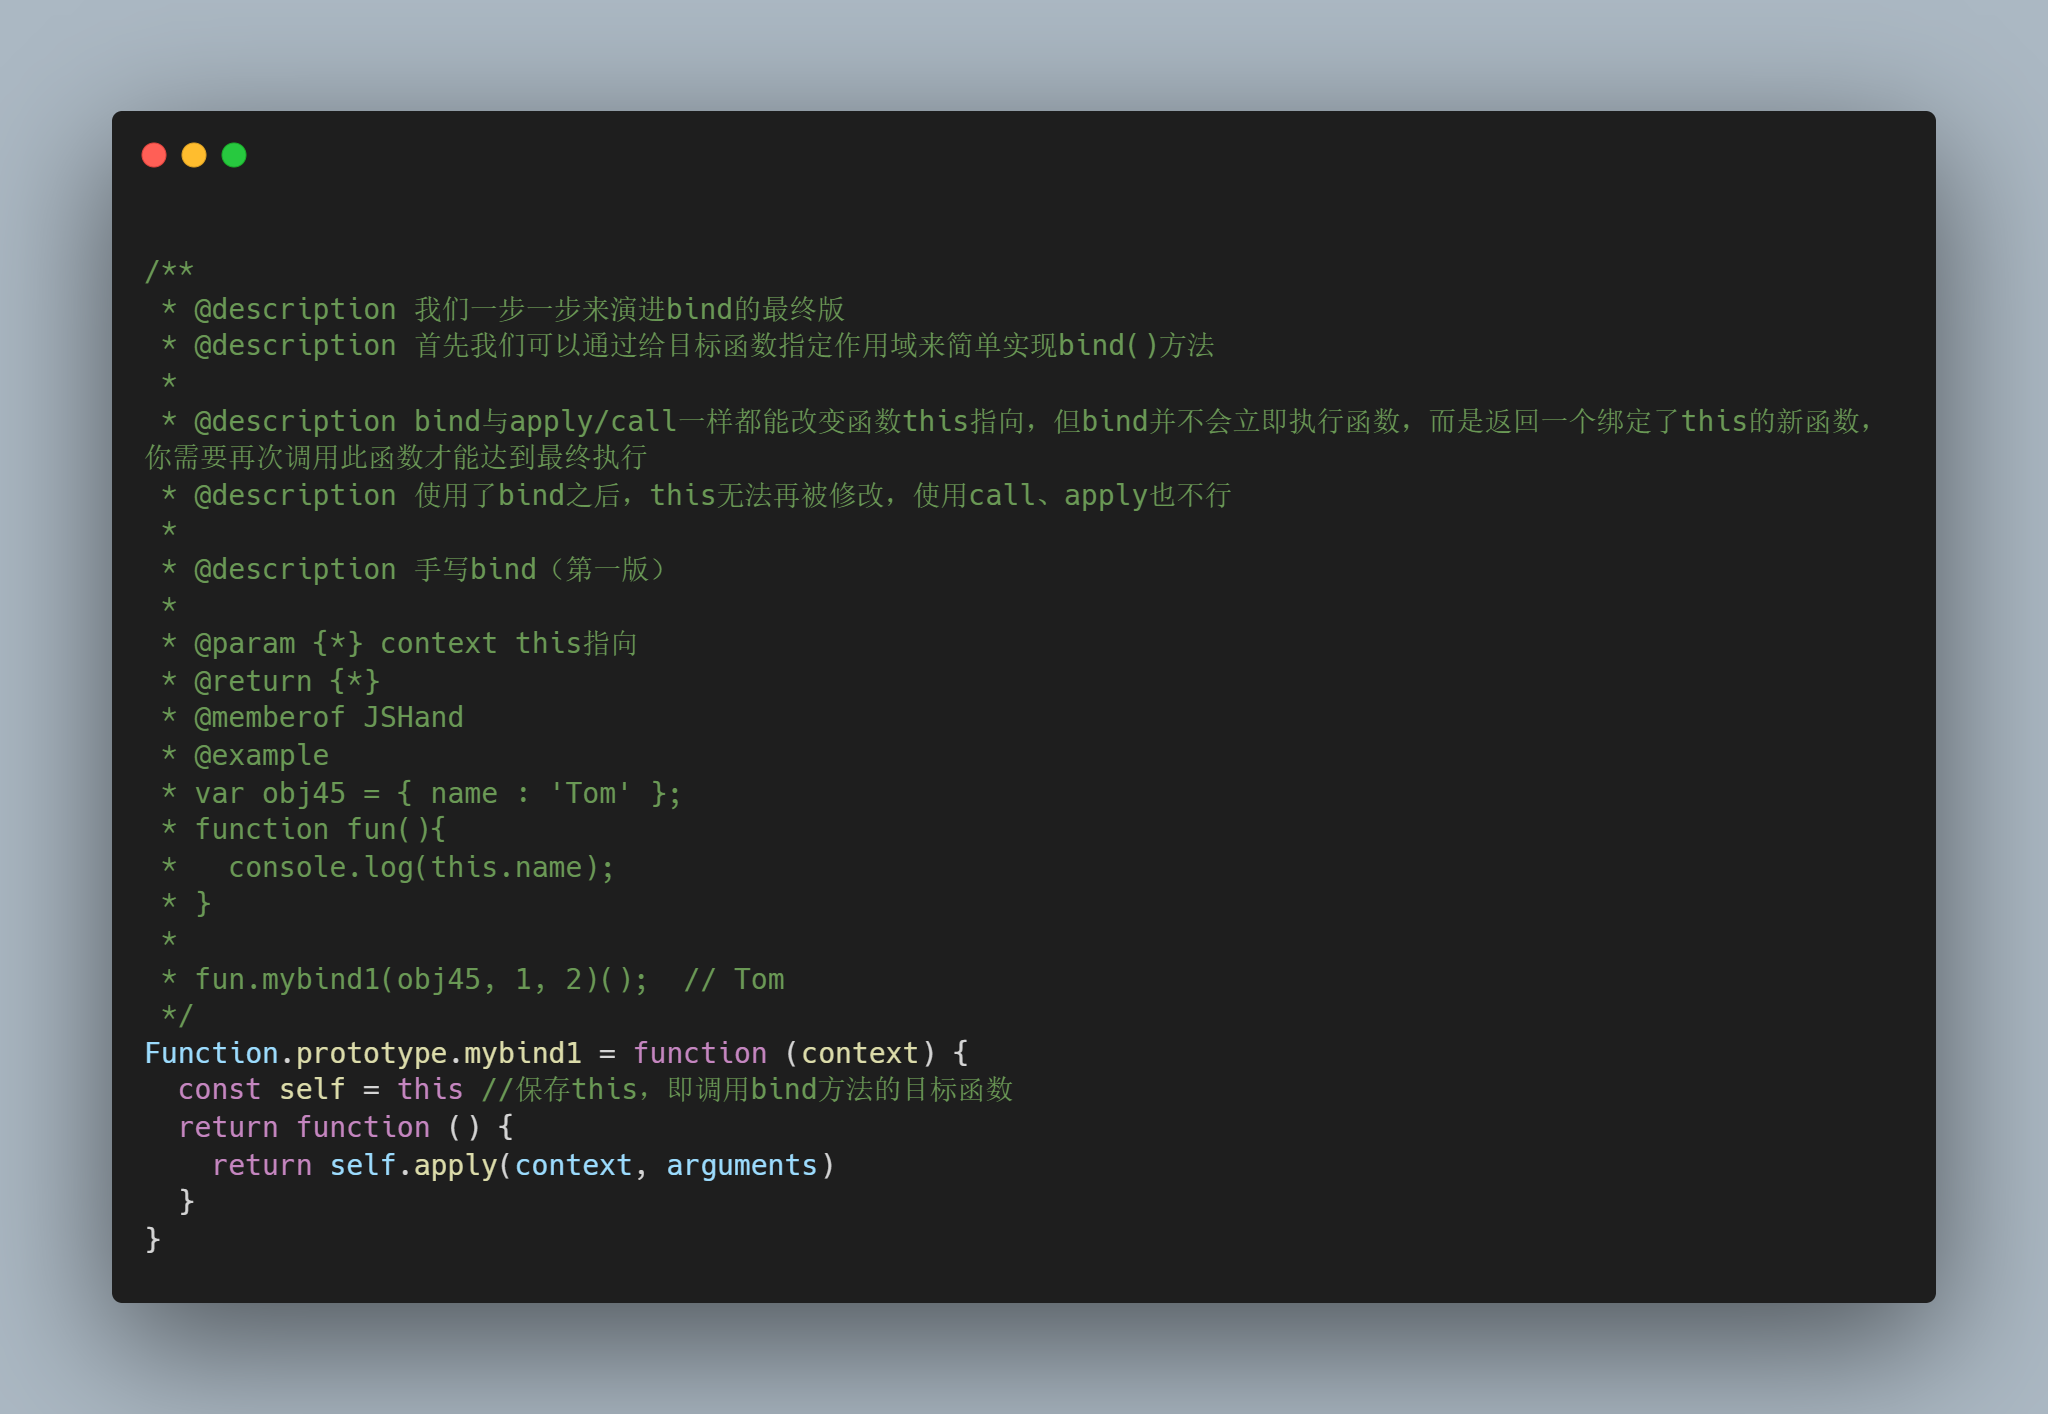 /**
 * @description 我们一步一步来演进bind的最终版
 * @description 首先我们可以通过给目标函数指定作用域来简单实现bind()方法
 *
 * @description bind与apply/call一样都能改变函数this指向，但bind并不会立即执行函数，而是返回一个绑定了this的新函数，
你需要再次调用此函数才能达到最终执行
 * @description 使用了bind之后，this无法再被修改，使用call、apply也不行
 *
 * @description 手写bind（第一版）
 *
 * @param {*} context this指向
 * @return {*}
 * @memberof JSHand
 * @example
 * var obj45 = { name : 'Tom' };
 * function fun(){
 *   console.log(this.name);
 * }
 *
 * fun.mybind1(obj45, 1, 2)();  // Tom
 */
Function.prototype.mybind1 = function (context) {
  const self = this //保存this，即调用bind方法的目标函数
  return function () {
    return self.apply(context, arguments)
  }
}